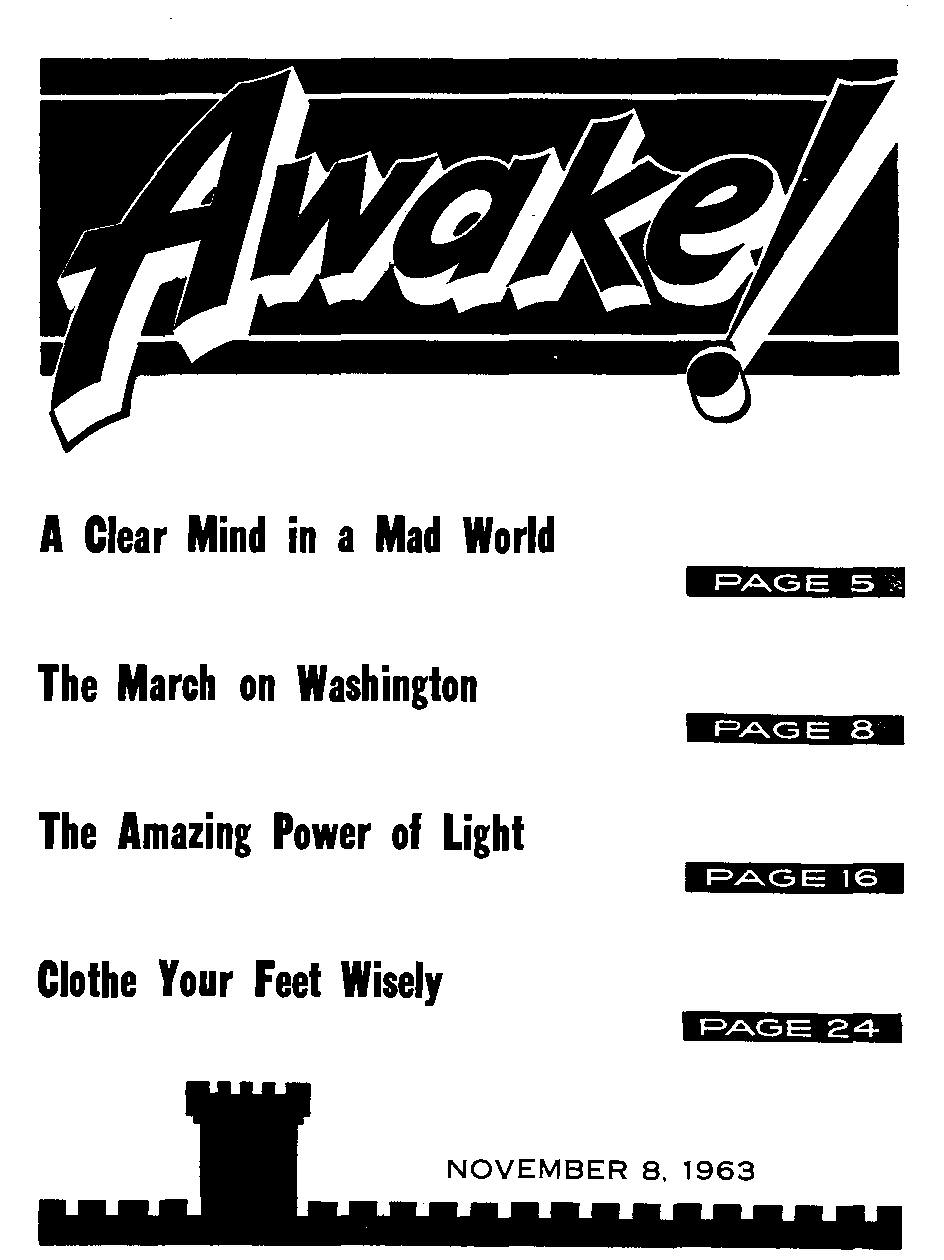 Awake!
A Clear Mind in a Mad World
PAGE 5
The March on Washington
PAGE 8
The Amazing Power of Light
PAGE 16
Clothe Your Feet Wisely
PAGE 24
NOVEMBER 8, 1963